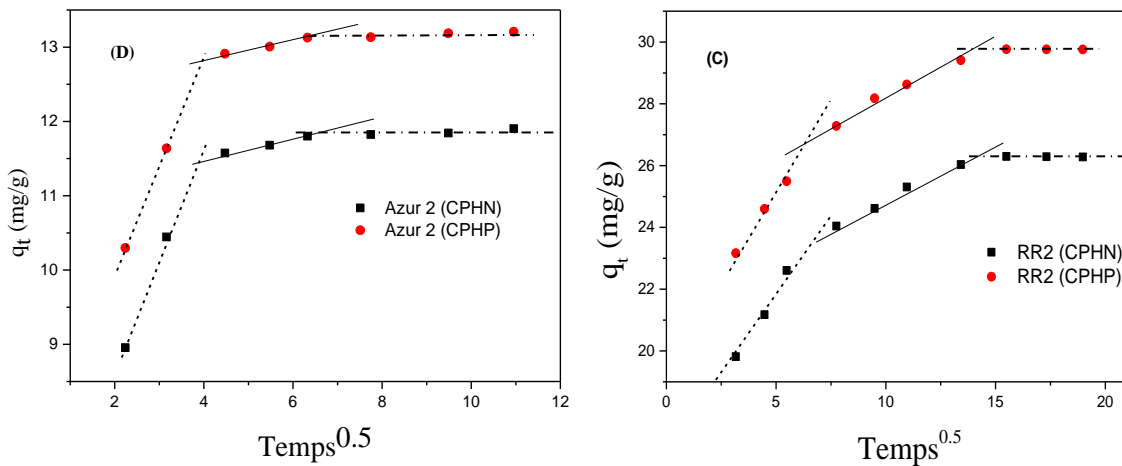 (D)
13
12
11
10
9
q_t (mg/g)
Azur 2 (CPHN)
Azur 2 (CPHP)
2 4 6 8 10 12
Temps^0.5
(C)
30
28
26
24
22
20
q_t (mg/g)
RR2 (CPHN)
RR2 (CPHP)
0 5 10 15 20
Temps^0.5